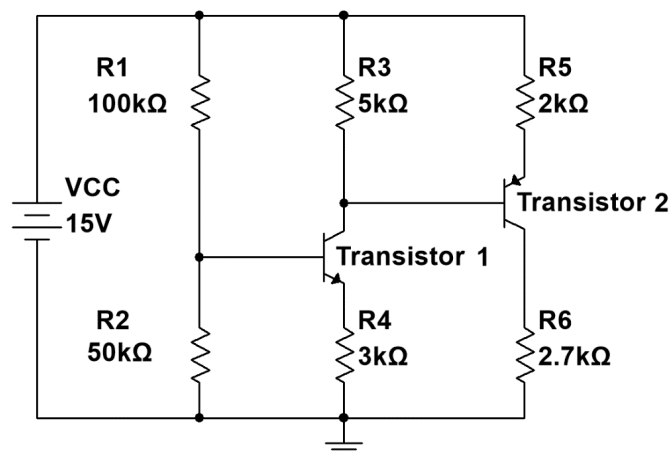 R1
100kΩ
R3
5kΩ
R5
2kΩ
VCC
15V
Transistor 2
Transistor 1
R2
50kΩ
R4
3kΩ
R6
2.7kΩ